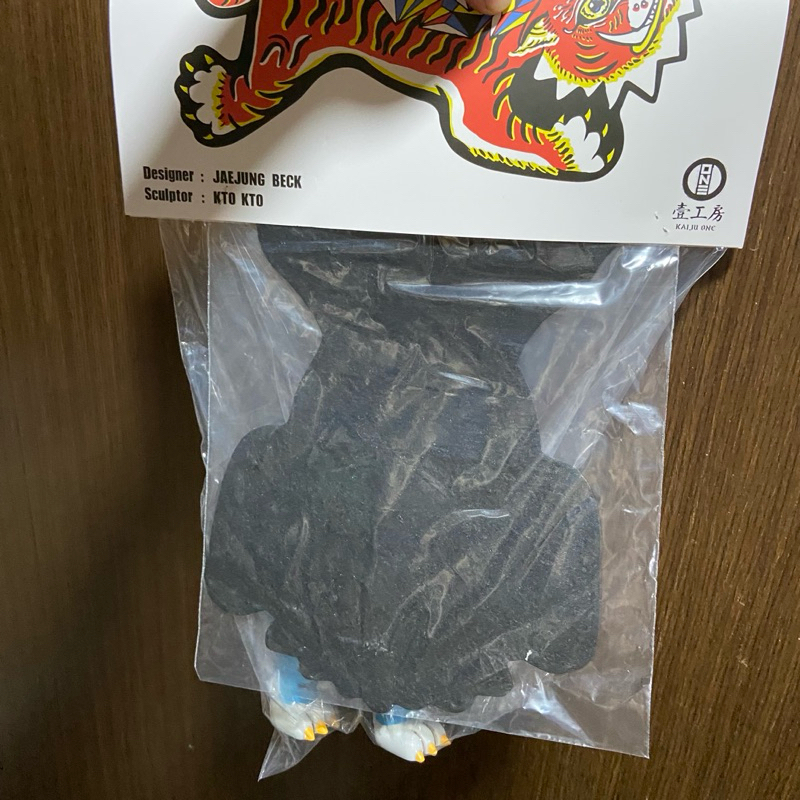 Designer : JAEJUNG BECK
Sculptor : KTO KTO
ONE
壹工房
KAIJU ONE